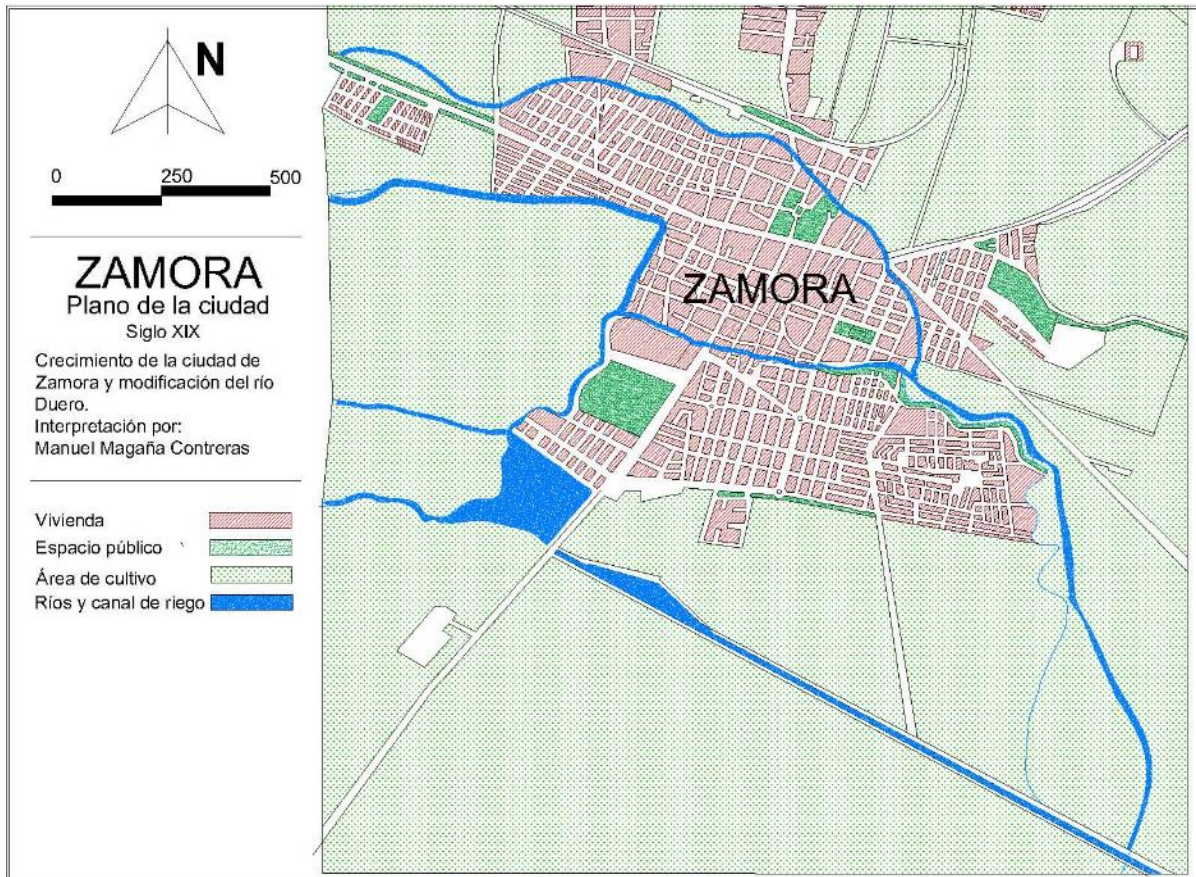 N
0 250 500
ZAMORA
Plano de la ciudad
Siglo XIX
Crecimiento de la ciudad de
Zamora y modificación del río
Duero.
Interpretación por:
Manuel Magaña Contreras
Vivienda
Espacio público
Área de cultivo
Ríos y canal de riego
ZAMORA